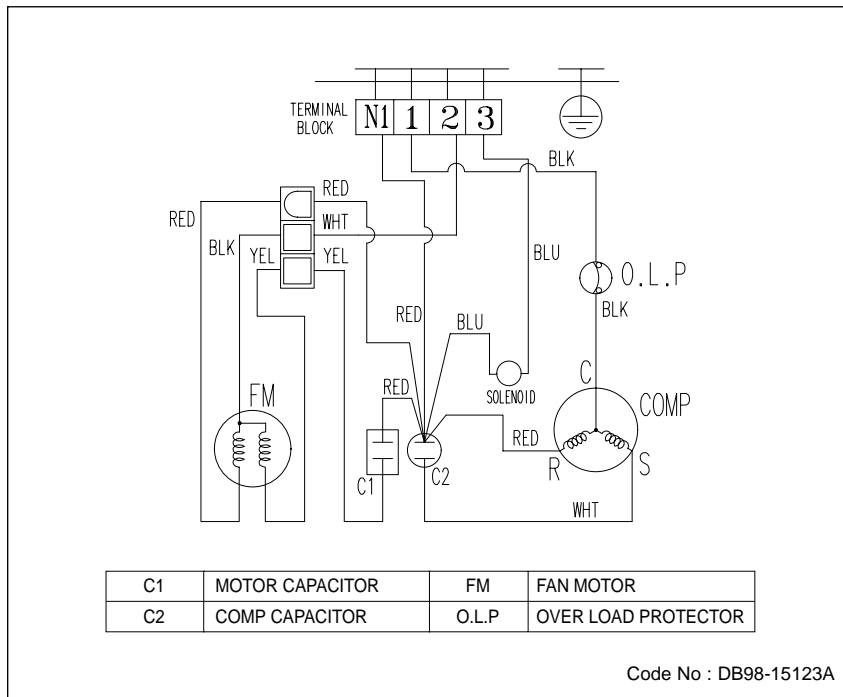 TERMINAL BLOCK
N1 1 2 3
BLK
RED
RED
WHT
BLK
YEL YEL
BLU
O.L.P
BLK
RED
BLU
C
FM
RED
SOLENOID
COMP
RED
R
S
C1
C2
WHT
C1 MOTOR CAPACITOR FM FAN MOTOR
C2 COMP CAPACITOR O.L.P OVER LOAD PROTECTOR
Code No : DB98-15123A